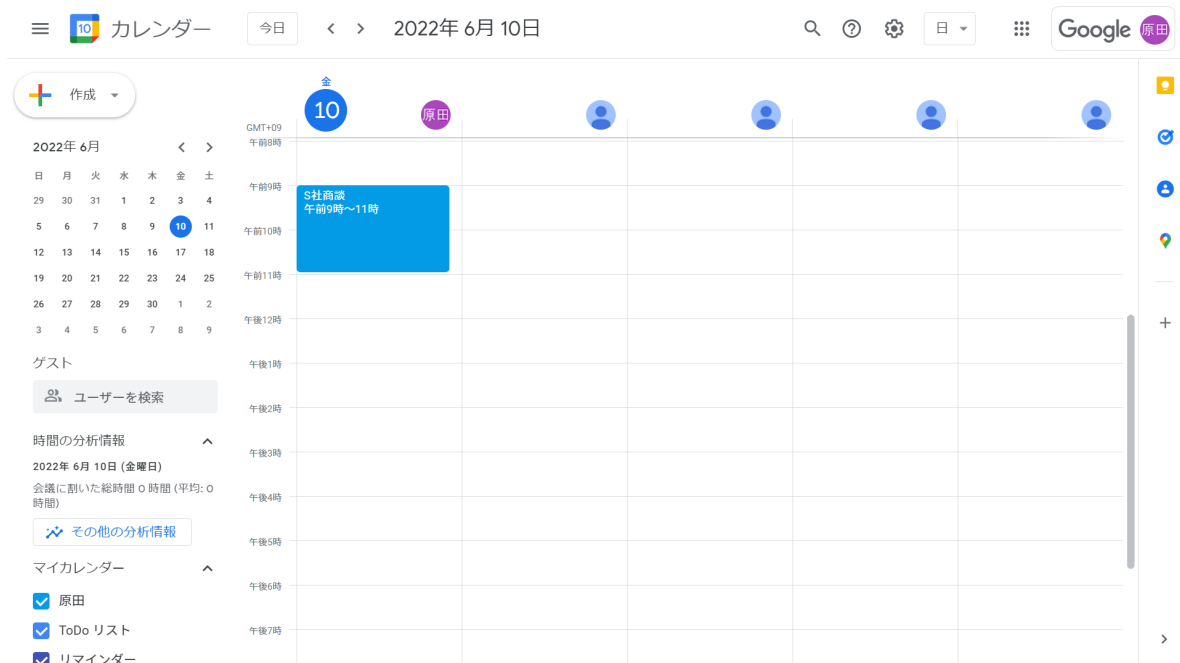 10
カレンダー
今日
2022年 6月 10日
日
Google
原田
作成
金
10
原田
GMT+09
2022年 6月
日 月 火 水 木 金 土
29 30 31 1 2 3 4
5 6 7 8 9 10 11
12 13 14 15 16 17 18
19 20 21 22 23 24 25
26 27 28 29 30 1 2
3 4 5 6 7 8 9
ゲスト
ユーザーを検索
時間の分析情報
2022年 6月 10日 (金曜日)
会議に割いた総時間 0 時間 (平均: 0
時間)
その他の分析情報
マイカレンダー
原田
ToDo リスト
リマインダー
午前8時
午前9時
S社商談
午前9時～11時
午前10時
午前11時
午後12時
午後1時
午後2時
午後3時
午後4時
午後5時
午後6時
午後7時